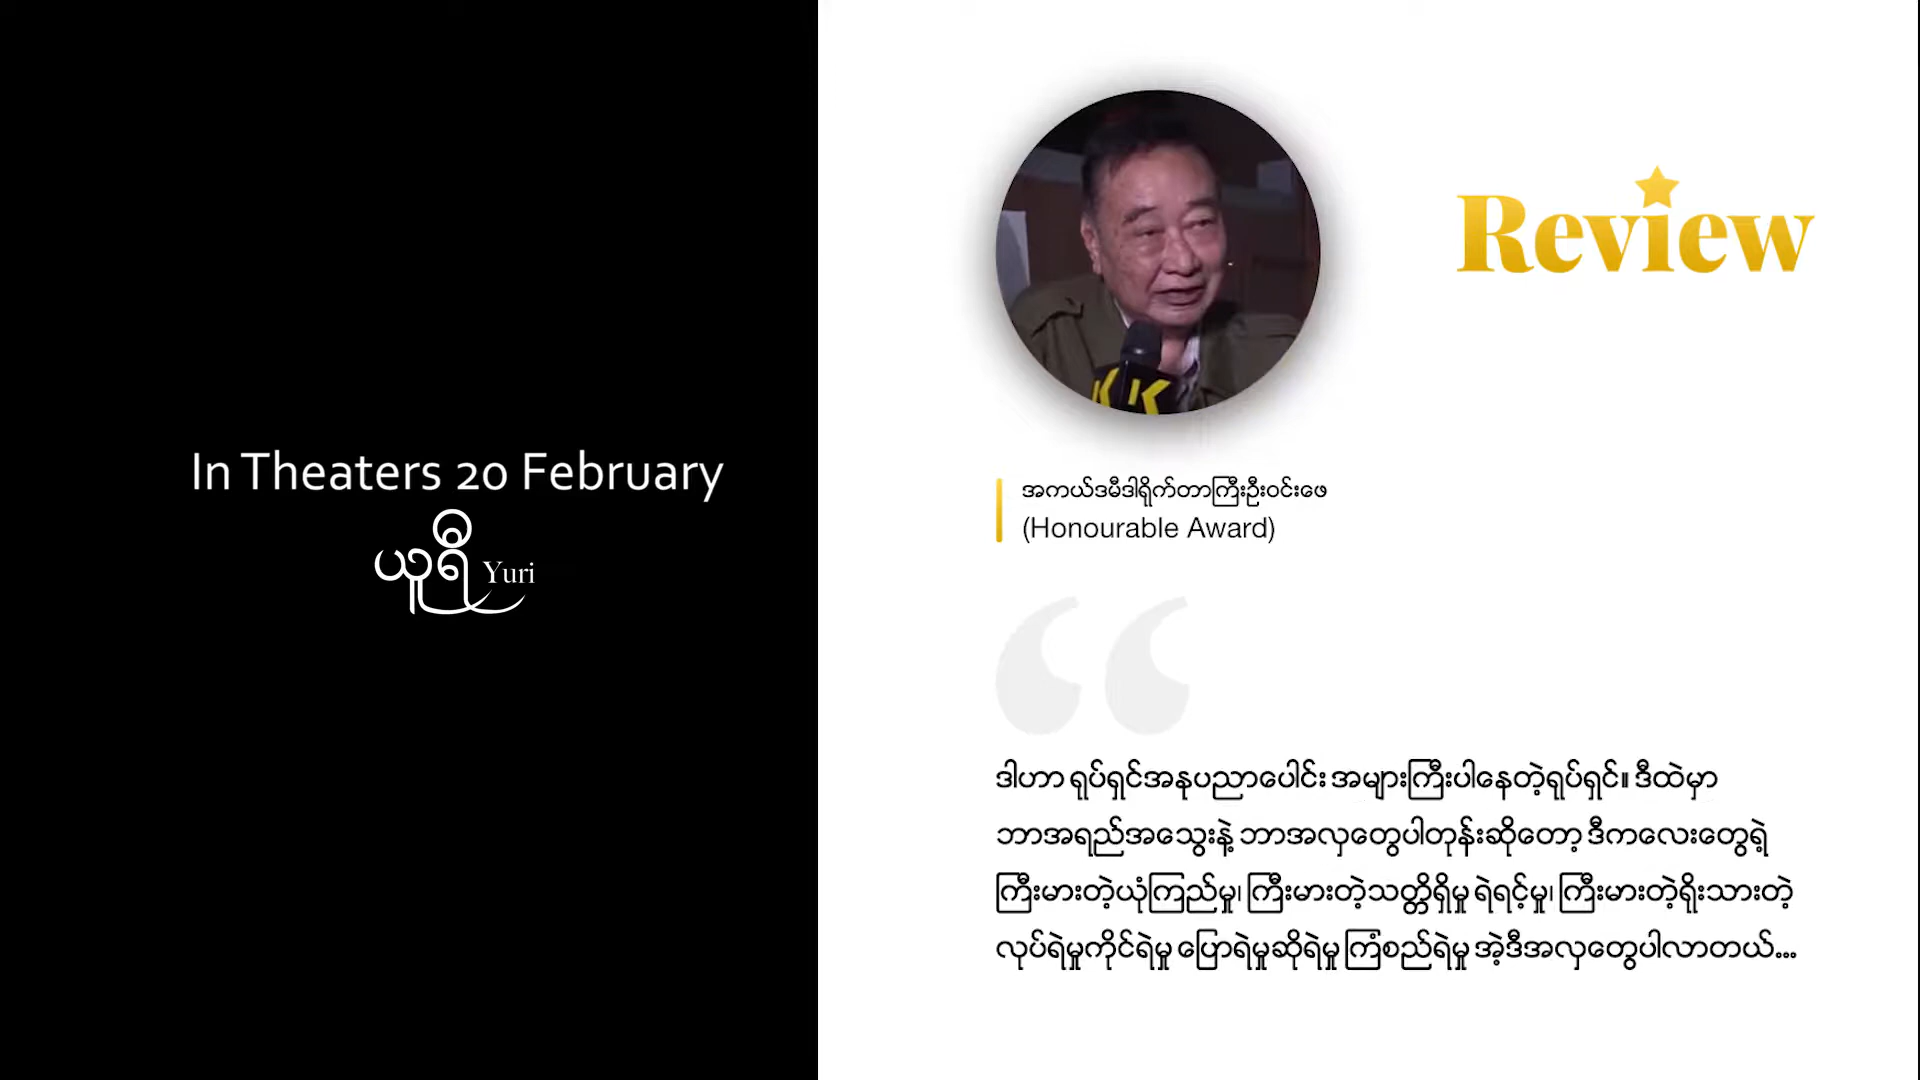 In Theaters 20 February
ယူရီ Yuri
Review
အကယ်ဒမီဒါရိုက်တာကြီးဦးဝင်းဖေ
(Honourable Award)
ဒါဟာ ရုပ်ရှင်အနုပညာပေါင်း အများကြီးပါနေတဲ့ရုပ်ရှင်။ ဒီထဲမှာ
ဘာအရည်အသွေးနဲ့ ဘာအလှတွေပါတုန်းဆိုတော့ ဒီကလေးတွေရဲ့
ကြီးမားတဲ့ယုံကြည်မှု၊ ကြီးမားတဲ့သတ္တိရှိမှု ရဲရင့်မှု၊ ကြီးမားတဲ့ရိုးသားတဲ့
လုပ်ရဲမှုကိုင်ရဲမှု ပြောရဲမှုဆိုရဲမှု ကြံစည်ရဲမှု အဲ့ဒီအလှတွေပါလာတယ်...